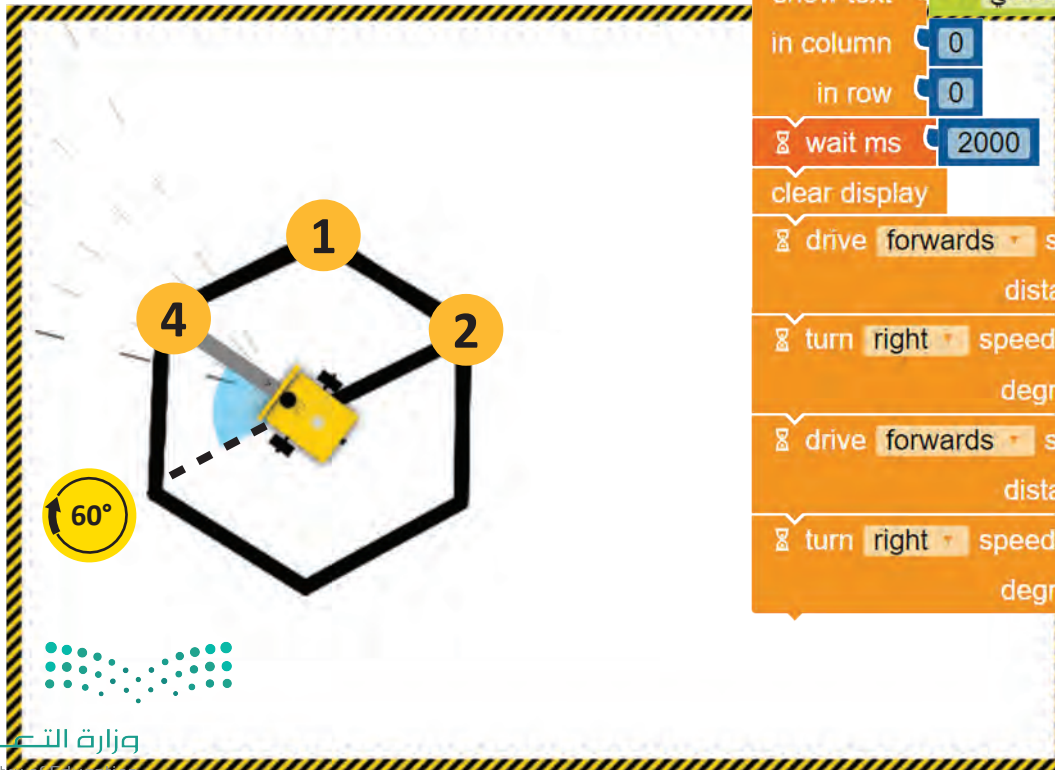 in column 0
in row 0
wait ms 2000
clear display
drive forwards
turn right speed
drive forwards
turn right speed
1
4
2
60°
وزارة